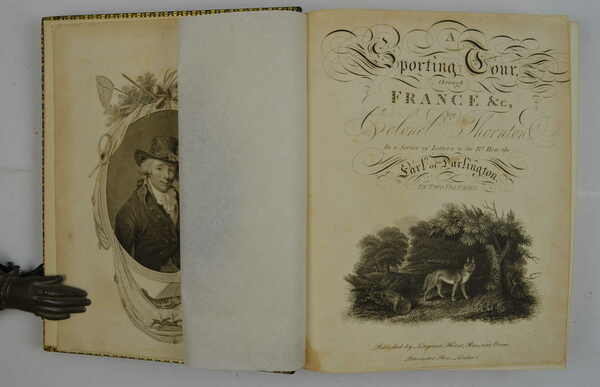 A
Sporting Tour,
through
FRANCE &c,
by
Colonel Thornton
In a Series of Letters to the Rt. Hon. the
Earl of Darlington
IN TWO VOLUMES.
Published by Longman, Hurst, Rees, and Orme
Paternoster Row, London